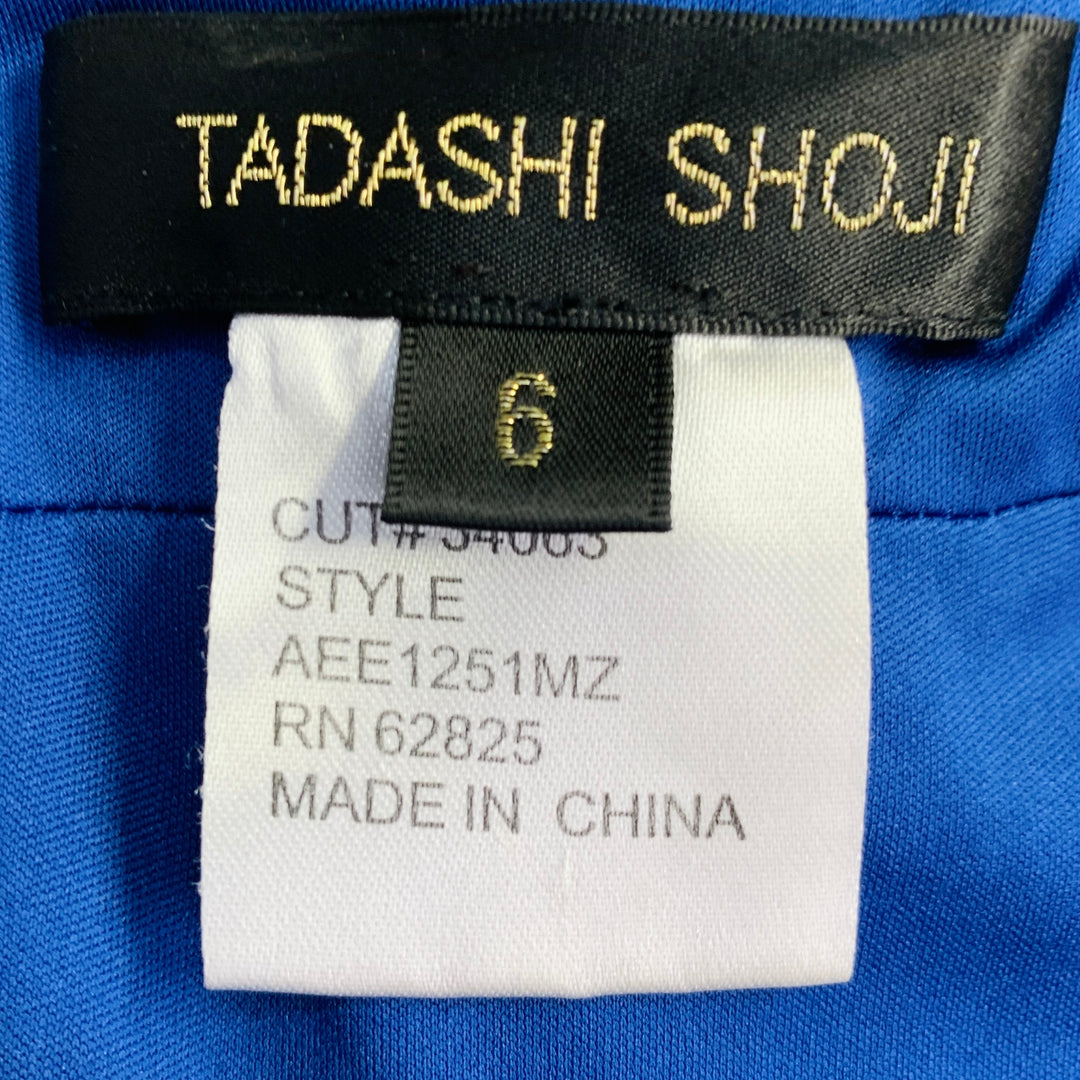 TADASHI SHOJI
6
CUT#
STYLE
AEE1251MZ
RN 62825
MADE IN CHINA